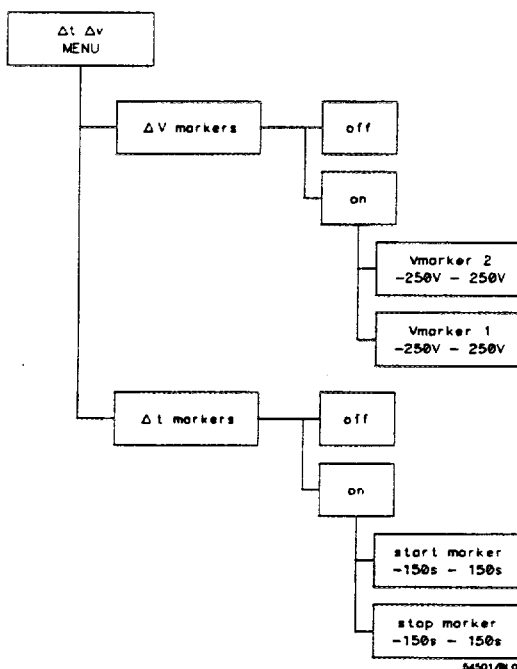 Δt Δv
MENU
ΔV markers
off
on
Vmarker 2
-250V - 250V
Vmarker 1
-250V - 250V
Δt markers
off
on
start marker
-150s - 150s
stop marker
-150s - 150s